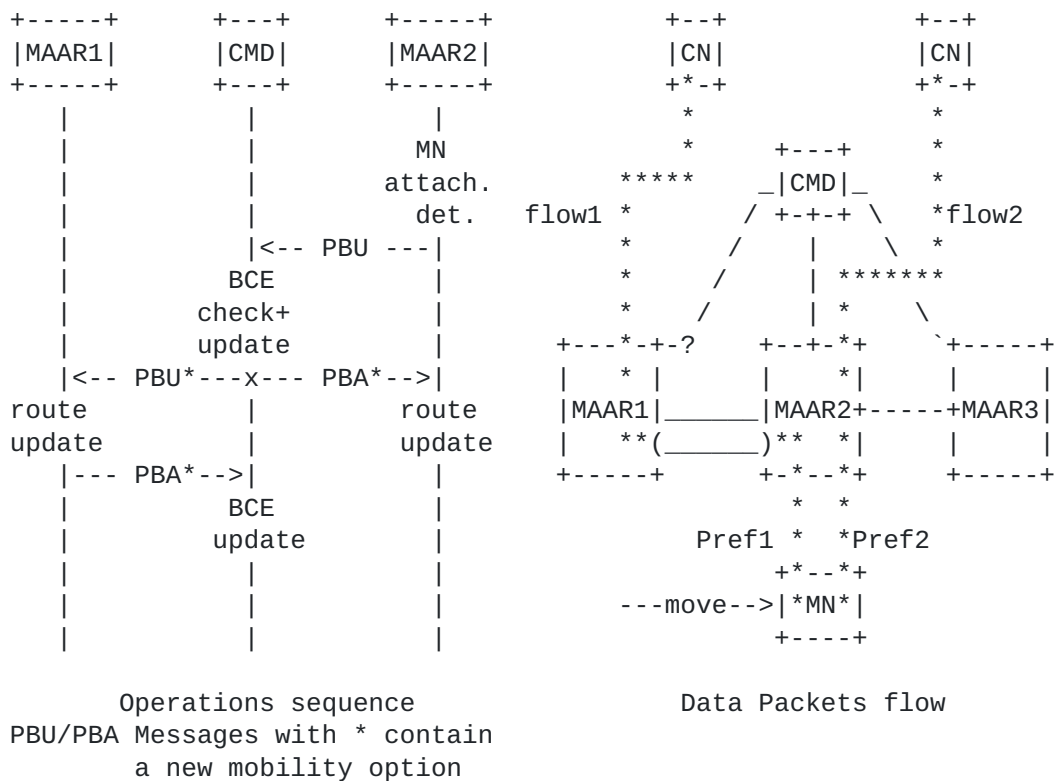 MAAR1 CMD MAAR2 CN CN
MN
attach. CMD
flow1 det. flow2
<-- PBU ---
BCE
check+
update
<-- PBU*---x--- PBA*-->
route route MAAR1 MAAR2 MAAR3
update update
--- PBA*-->
BCE
update Pref1 Pref2
---move--> *MN*
Operations sequence Data Packets flow
PBU/PBA Messages with * contain
a new mobility option